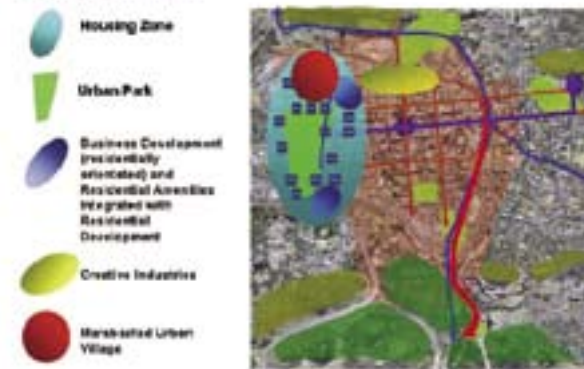 Housing Zone
Urban Park
Business Development
(residentially
orientated) and
Residential Amenities
Integrated with
Residential
Development
Creative Industries
Marabastad Urban
Village